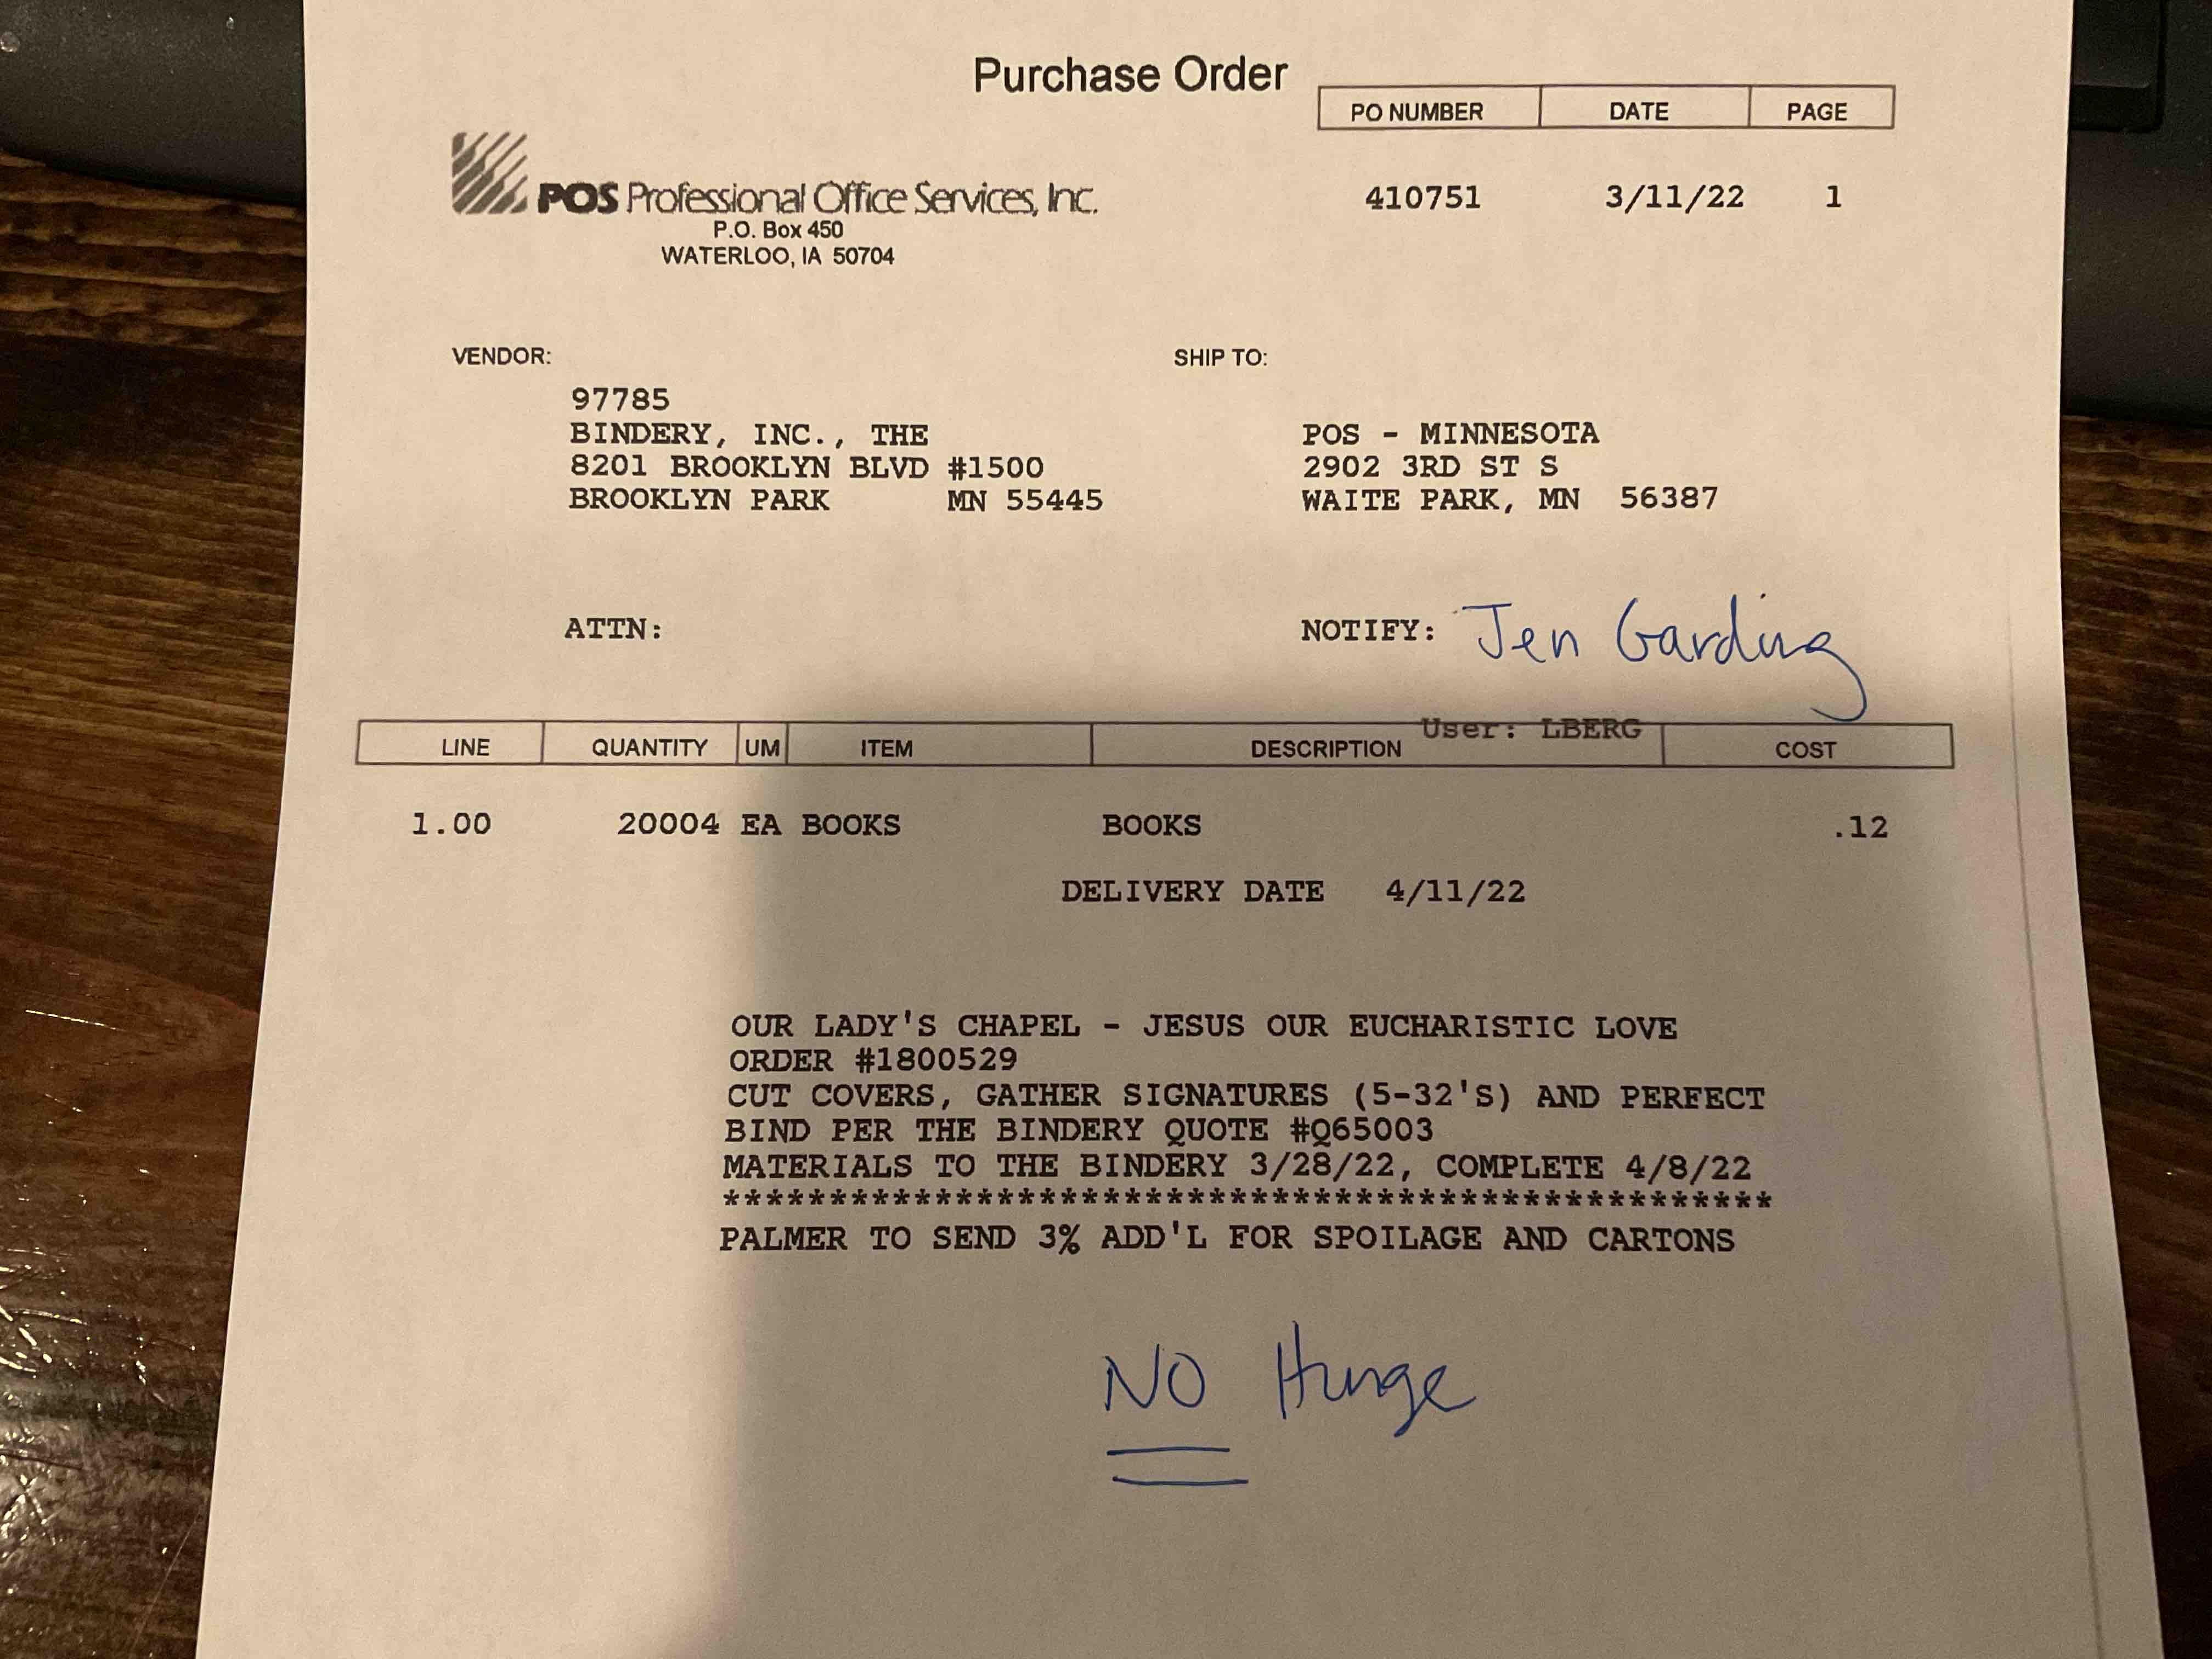 Purchase Order
PO NUMBER DATE PAGE
POS Professional Office Services, Inc. 410751 3/11/22 1
P.O. Box 450
WATERLOO, IA 50704
VENDOR: SHIP TO:
97785
BINDERY, INC., THE POS - MINNESOTA
8201 BROOKLYN BLVD #1500 2902 3RD ST S
BROOKLYN PARK MN 55445 WAITE PARK, MN 56387
ATTN: NOTIFY: Jen Garding
User: LBERG
LINE QUANTITY UM ITEM DESCRIPTION COST
1.00 20004 EA BOOKS BOOKS .12
DELIVERY DATE 4/11/22
OUR LADY'S CHAPEL - JESUS OUR EUCHARISTIC LOVE
ORDER #1800529
CUT COVERS, GATHER SIGNATURES (5-32'S) AND PERFECT
BIND PER THE BINDERY QUOTE #Q65003
MATERIALS TO THE BINDERY 3/28/22, COMPLETE 4/8/22
**************************************************
PALMER TO SEND 3% ADD'L FOR SPOILAGE AND CARTONS
NO Hinge